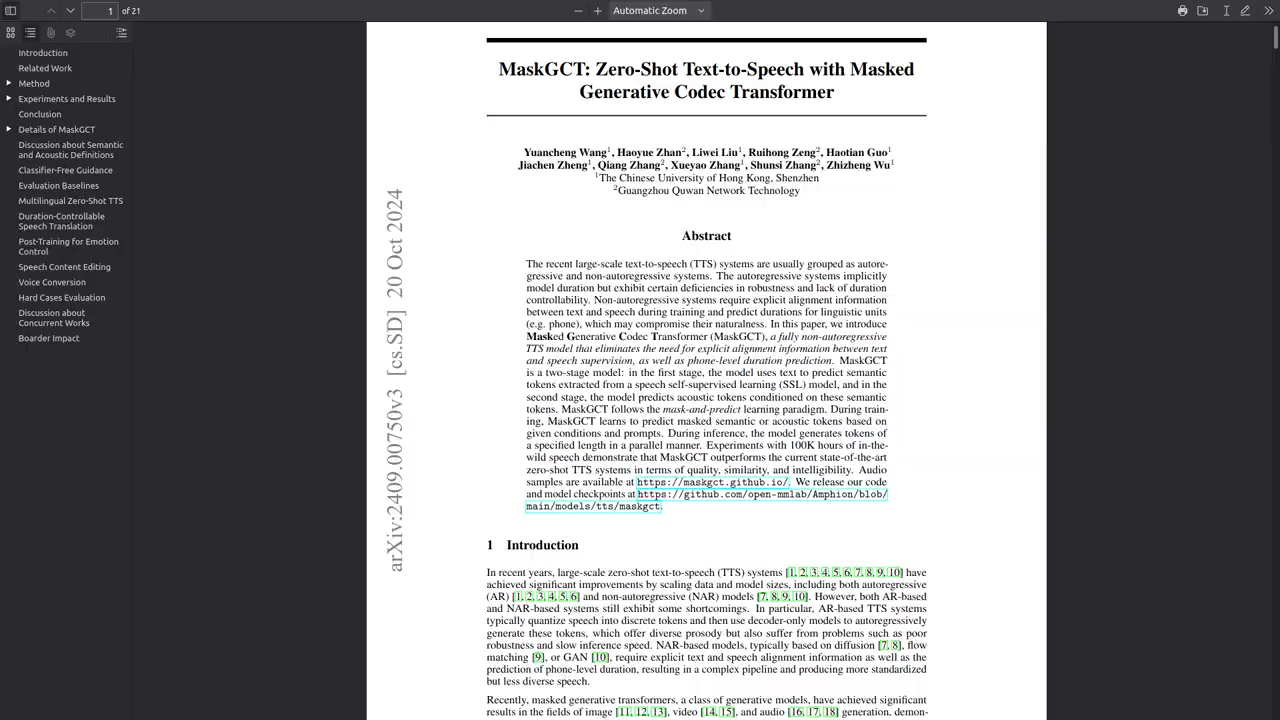 1 of 21
Automatic Zoom
Introduction
Related Work
Method
Experiments and Results
Conclusion
Details of MaskGCT
Discussion about Semantic
and Acoustic Definitions
Classifier-Free Guidance
Evaluation Baselines
Multilingual Zero-Shot TTS
Duration-Controllable
Speech Translation
Post-Training for Emotion
Control
Speech Content Editing
Voice Conversion
Hard Cases Evaluation
Discussion about
Concurrent Works
Boarder Impact
arXiv:2409.00750v3 [cs.SD] 20 Oct 2024
MaskGCT: Zero-Shot Text-to-Speech with Masked
Generative Codec Transformer
Yuancheng Wang1, Haoyue Zhan2, Liwei Liu1, Ruihong Zeng2, Haotian Guo1
Jiachen Zheng1, Qiang Zhang2, Xueyao Zhang1, Shunsi Zhang2, Zhizheng Wu1
1The Chinese University of Hong Kong, Shenzhen
2Guangzhou Quwan Network Technology
Abstract
The recent large-scale text-to-speech (TTS) systems are usually grouped as autore-
gressive and non-autoregressive systems. The autoregressive systems implicitly
model duration but exhibit certain deficiencies in robustness and lack of duration
controllability. Non-autoregressive systems require explicit alignment information
between text and speech during training and predict durations for linguistic units
(e.g. phone), which may compromise their naturalness. In this paper, we introduce
Masked Generative Codec Transformer (MaskGCT), a fully non-autoregressive
TTS model that eliminates the need for explicit alignment information between text
and speech supervision, as well as phone-level duration prediction. MaskGCT
is a two-stage model: in the first stage, the model uses text to predict semantic
tokens extracted from a speech self-supervised learning (SSL) model, and in the
second stage, the model predicts acoustic tokens conditioned on these semantic
tokens. MaskGCT follows the mask-and-predict learning paradigm. During train-
ing, MaskGCT learns to predict masked semantic or acoustic tokens based on
given conditions and prompts. During inference, the model generates tokens of
a specified length in a parallel manner. Experiments with 100K hours of in-the-
wild speech demonstrate that MaskGCT outperforms the current state-of-the-art
zero-shot TTS systems in terms of quality, similarity, and intelligibility. Audio
samples are available at https://maskgct.github.io/. We release our code
and model checkpoints at https://github.com/open-mmlab/Amphion/blob/
main/models/tts/maskgct.
1 Introduction
In recent years, large-scale zero-shot text-to-speech (TTS) systems [1, 2, 3, 4, 5, 6, 7, 8, 9, 10] have
achieved significant improvements by scaling data and model sizes, including both autoregressive
(AR) [1, 2, 3, 4, 5, 6] and non-autoregressive (NAR) models [7, 8, 9, 10]. However, both AR-based
and NAR-based systems still exhibit some shortcomings. In particular, AR-based TTS systems
typically quantize speech into discrete tokens and then use decoder-only models to autoregressively
generate these tokens, which offer diverse prosody but also suffer from problems such as poor
robustness and slow inference speed. NAR-based models, typically based on diffusion [7, 8], flow
matching [9], or GAN [10], require explicit text and speech alignment information as well as the
prediction of phone-level duration, resulting in a complex pipeline and producing more standardized
but less diverse speech.
Recently, masked generative transformers, a class of generative models, have achieved significant
results in the fields of image [11, 12, 13], video [14, 15], and audio [16, 17, 18] generation, demon-